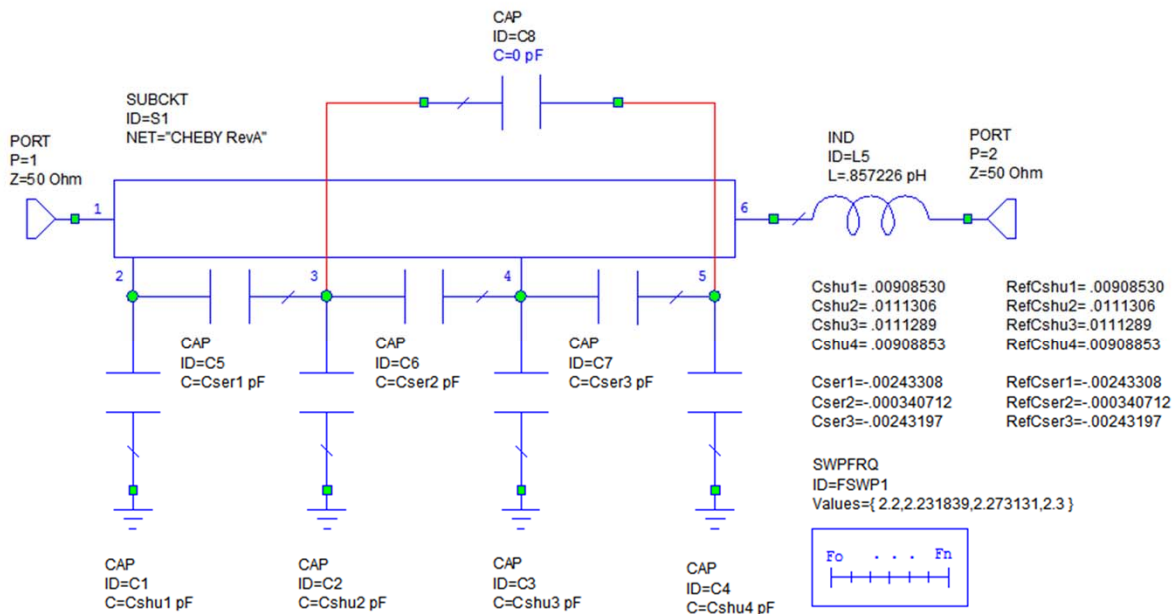 CAP
ID=C8
C=0 pF
SUBCKT
ID=S1
NET="CHEBY RevA"
PORT
P=1
Z=50 Ohm
IND
ID=L5
L=.857226 pH
PORT
P=2
Z=50 Ohm
1
6
2
3
4
5
CAP
ID=C5
C=Cser1 pF
CAP
ID=C6
C=Cser2 pF
CAP
ID=C7
C=Cser3 pF
Cshu1= .00908530
Cshu2= .0111306
Cshu3= .0111289
Cshu4= .00908853
RefCshu1= .00908530
RefCshu2= .0111306
RefCshu3=.0111289
RefCshu4=.00908853
Cser1=-.00243308
Cser2=-.000340712
Cser3=-.00243197
RefCser1=-.00243308
RefCser2=-.000340712
RefCser3=-.00243197
SWPFRQ
ID=FSWP1
Values={ 2.2,2.231839,2.273131,2.3 }
Fo . . . Fn
CAP
ID=C1
C=Cshu1 pF
CAP
ID=C2
C=Cshu2 pF
CAP
ID=C3
C=Cshu3 pF
CAP
ID=C4
C=Cshu4 pF